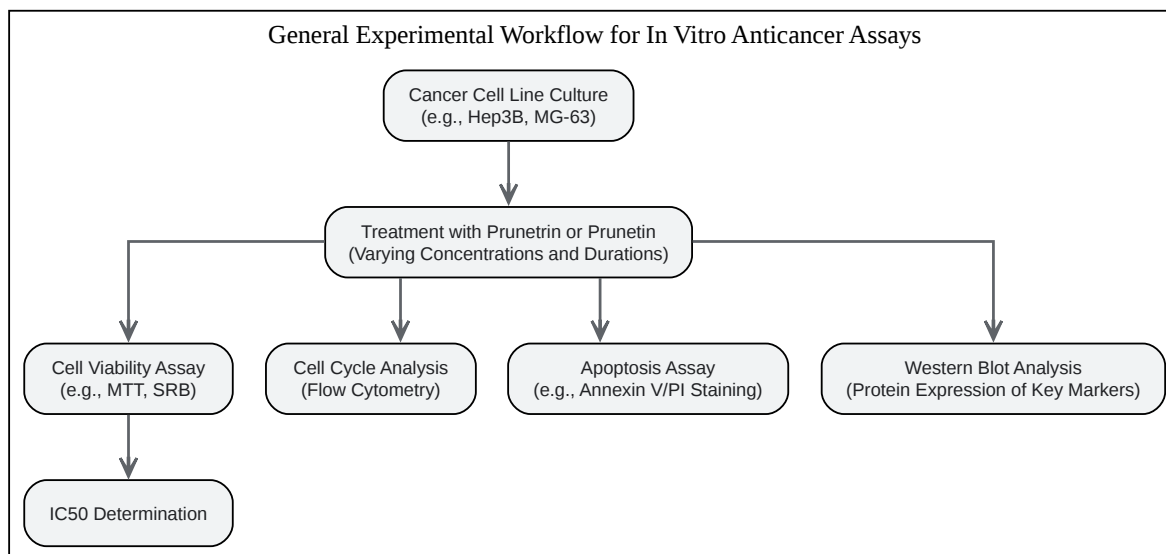 General Experimental Workflow for In Vitro Anticancer Assays
Cancer Cell Line Culture
(e.g., Hep3B, MG-63)
Treatment with Prunetrin or Prunetin
(Varying Concentrations and Durations)
Cell Viability Assay
(e.g., MTT, SRB)
Cell Cycle Analysis
(Flow Cytometry)
Apoptosis Assay
(e.g., Annexin V/PI Staining)
Western Blot Analysis
(Protein Expression of Key Markers)
IC50 Determination